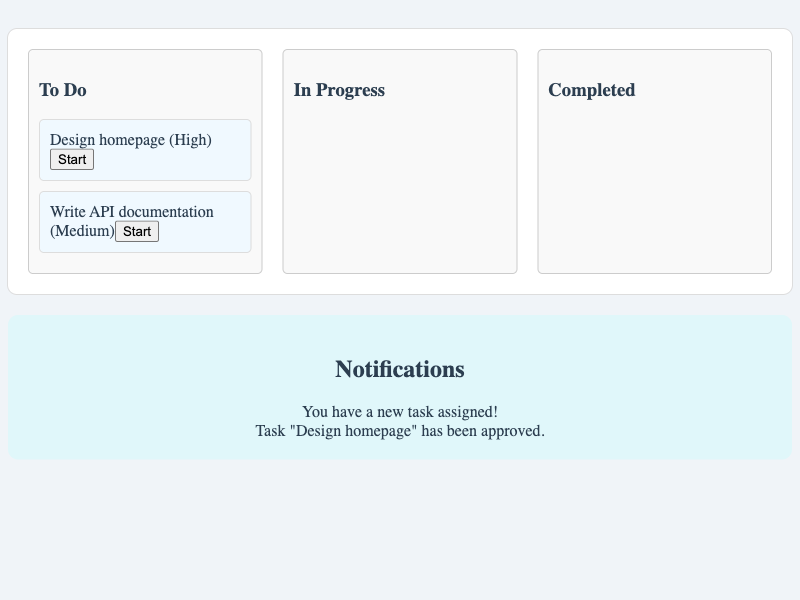 To Do
Design homepage (High)
Start
Write API documentation
(Medium) Start
In Progress
Completed
Notifications
You have a new task assigned!
Task "Design homepage" has been approved.